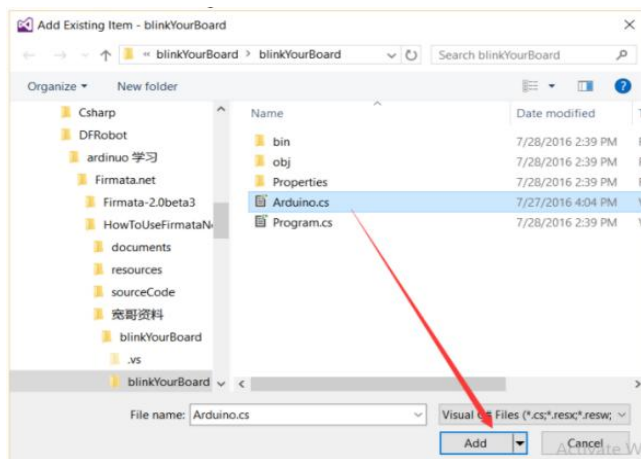 Add Existing Item - blinkYourBoard
« blinkYourBoard > blinkYourBoard
Search blinkYourBoard
Organize
New folder
Name
Date modified
Csharp
DFRobot
ardinuo 学习
Firmata.net
Firmata-2.0beta3
HowToUseFirmataN
documents
resources
sourceCode
宽哥资料
blinkYourBoard
.vs
blinkYourBoard
bin
7/28/2016 2:39 PM
obj
7/28/2016 2:39 PM
Properties
7/28/2016 2:39 PM
Arduino.cs
7/27/2016 4:04 PM
Program.cs
7/28/2016 2:39 PM
File name: Arduino.cs
Visual C# Files (*.cs;*.resx;*.resw;
Add
Cancel
Activate W